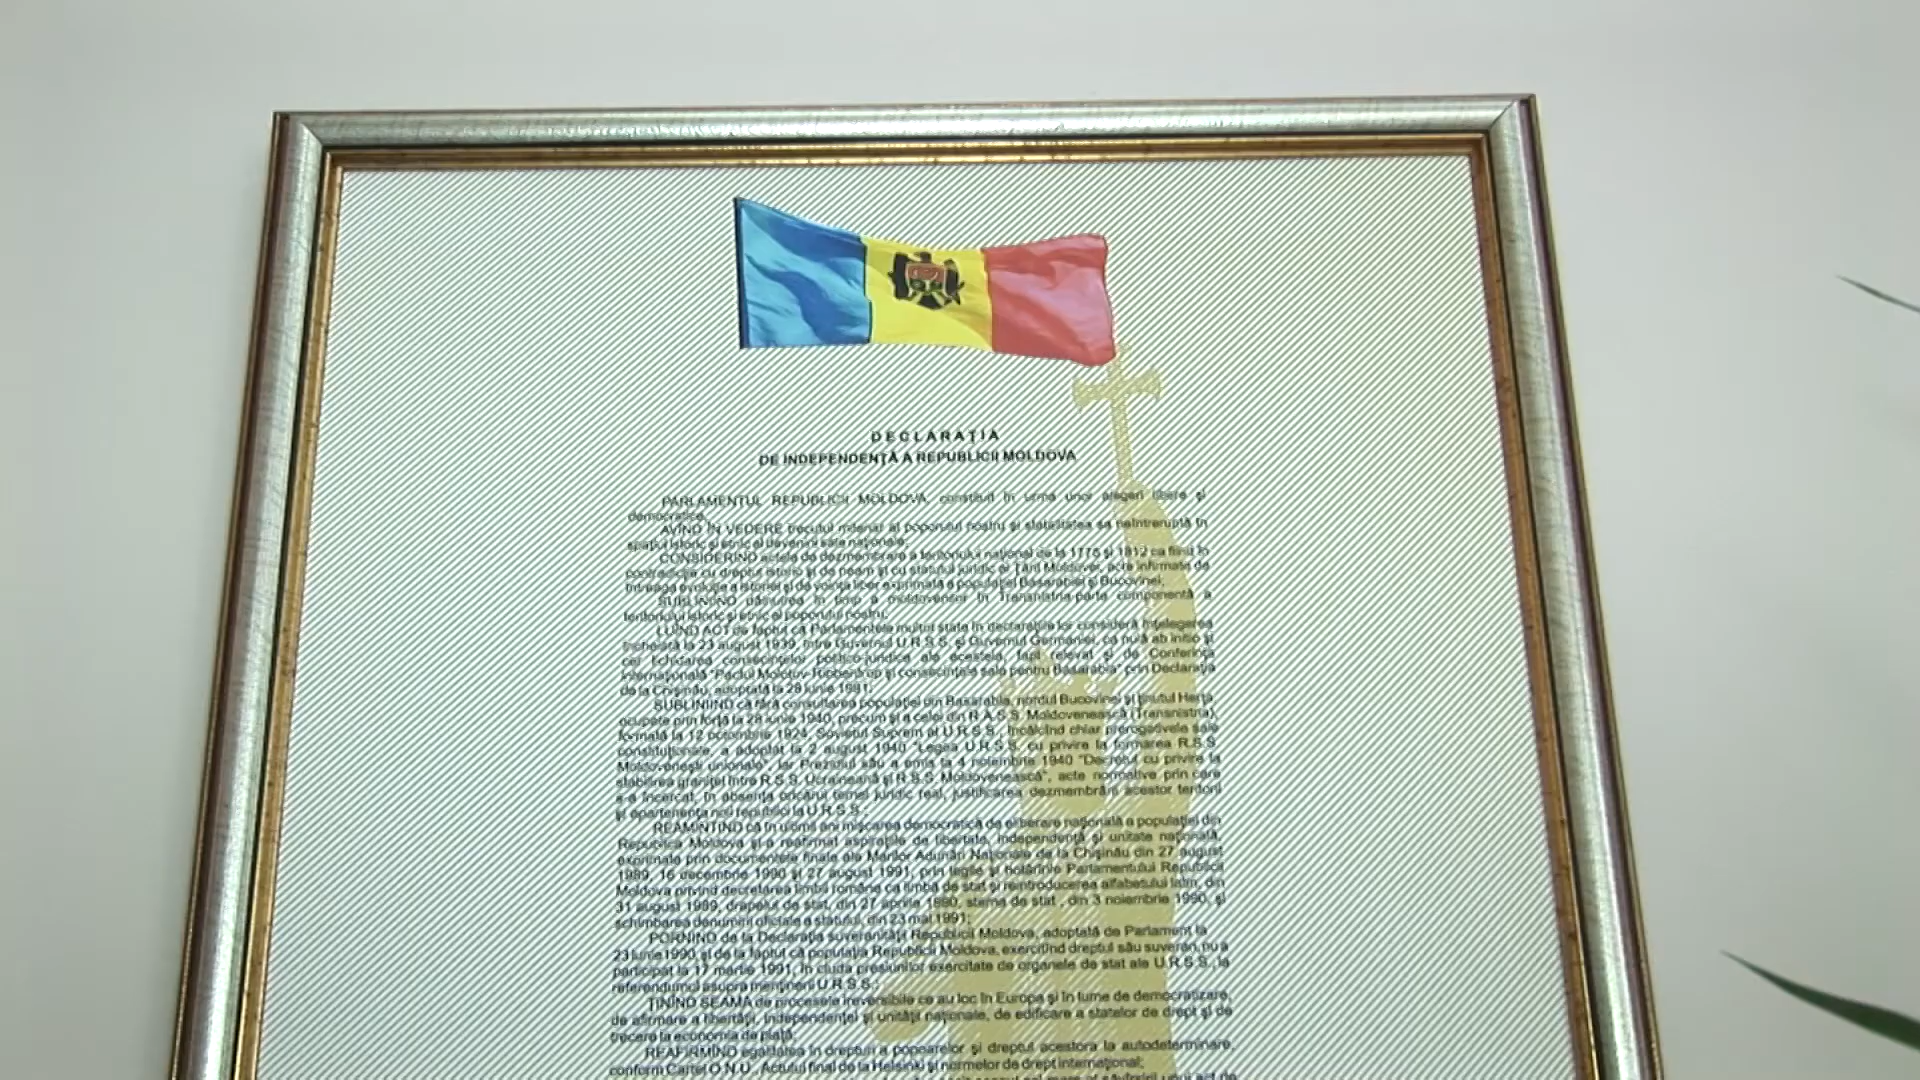 DECLARAȚIA
DE INDEPENDENȚĂ A REPUBLICII MOLDOVA
PARLAMENTUL REPUBLICII MOLDOVA, constituit în urma unor alegeri libere și
democratice,
AVÎND ÎN VEDERE trecutul milenar al poporului nostru și statalitatea sa neîntreruptă în
spațiul istoric și etnic al devenirii sale naționale;
CONSIDERÎND actele de dezmembrare a teritoriului național de la 1775 și 1812 ca fiind în
contradicție cu dreptul istoric și de neam și cu statutul juridic al Țării Moldovei, acte infirmate de
întreaga evoluție a istoriei și de voința liber exprimată a populației Basarabiei și Bucovinei;
SUBLINIIND dăinuirea în timp a moldovenilor în Transnistria-parte componentă a
teritoriului istoric și etnic al poporului nostru;
LUÎND ACT de faptul că Parlamentele multor state în declarațiile lor consideră înțelegerea
încheiată la 23 august 1939, între Guvernul U.R.S.S. și Guvernul Germaniei, ca nulă ab initio și
cer lichidarea consecințelor politico-juridice ale acesteia, fapt relevat și de Conferința
internațională "Pactul Molotov-Ribbentrop și consecințele sale pentru Basarabia" prin Declarația
de la Chișinău, adoptată la 28 iunie 1991;
SUBLINIIND că fără consultarea populației din Basarabia, nordul Bucovinei și ținutul Herța,
ocupate prin forță la 28 iunie 1940, precum și a celei din R.A.S.S. Moldovenească (Transnistria),
formată la 12 octombrie 1924, Sovietul Suprem al U.R.S.S., încălcînd chiar prerogativele sale
constituționale, a adoptat la 2 august 1940 "Legea U.R.S.S. cu privire la formarea R.S.S.
Moldovenești unionale", iar Prezidiul său a emis la 4 noiembrie 1940 "Decretul cu privire la
stabilirea graniței între R.S.S. Ucraineană și R.S.S. Moldovenească", acte normative prin care
s-a încercat, în absența oricărui temei juridic real, justificarea dezmembrării acestor teritorii
și apartenența noii republici la U.R.S.S.;
REAMINTIND că în ultimii ani mișcarea democratică de eliberare națională a populației din
Republica Moldova și-a reafirmat aspirațiile de libertate, independență și unitate națională,
exprimate prin documentele finale ale Marilor Adunări Naționale de la Chișinău din 27 august
1989, 16 decembrie 1990 și 27 august 1991, prin legile și hotărîrile Parlamentului Republicii
Moldova privind decretarea limbii române ca limbă de stat și reintroducerea alfabetului latin, din
31 august 1989, drapelul de stat, din 27 aprilie 1990, stema de stat, din 3 noiembrie 1990, și
schimbarea denumirii oficiale a statului, din 23 mai 1991;
PORNIND de la Declarația suveranității Republicii Moldova, adoptată de Parlament la
23 iunie 1990, și de la faptul că populația Republicii Moldova, exercitînd dreptul său suveran, nu a
participat la 17 martie 1991, în ciuda presiunilor exercitate de organele de stat ale U.R.S.S., la
referendumul asupra menținerii U.R.S.S.;
ȚINÎND SEAMA de procesele ireversibile ce au loc în Europa și în lume de democratizare,
de afirmare a libertății, independenței și unității naționale, de edificare a statelor de drept și de
trecere la economia de piață;
REAFIRMÎND egalitatea în drepturi a popoarelor și dreptul acestora la autodeterminare,
conform Cartei O.N.U., Actului final de la Helsinki și normelor de drept internațional;